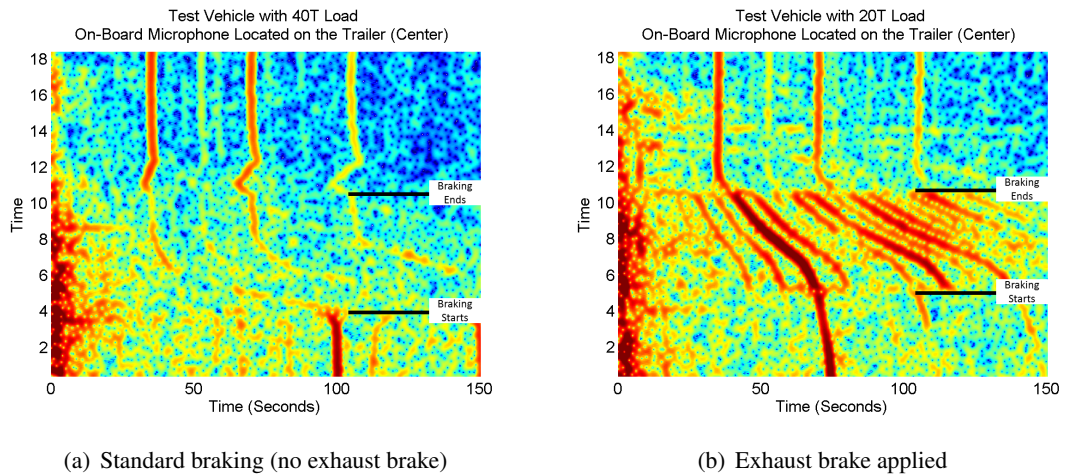 Test Vehicle with 40T Load
On-Board Microphone Located on the Trailer (Center)
18
16
14
12
10
8
6
4
2
Time
Braking
Ends
Braking
Starts
0
50
100
150
Time (Seconds)
(a) Standard braking (no exhaust brake)
Test Vehicle with 20T Load
On-Board Microphone Located on the Trailer (Center)
18
16
14
12
10
8
6
4
2
Time
Braking
Ends
Braking
Starts
0
50
100
150
Time (Seconds)
(b) Exhaust brake applied